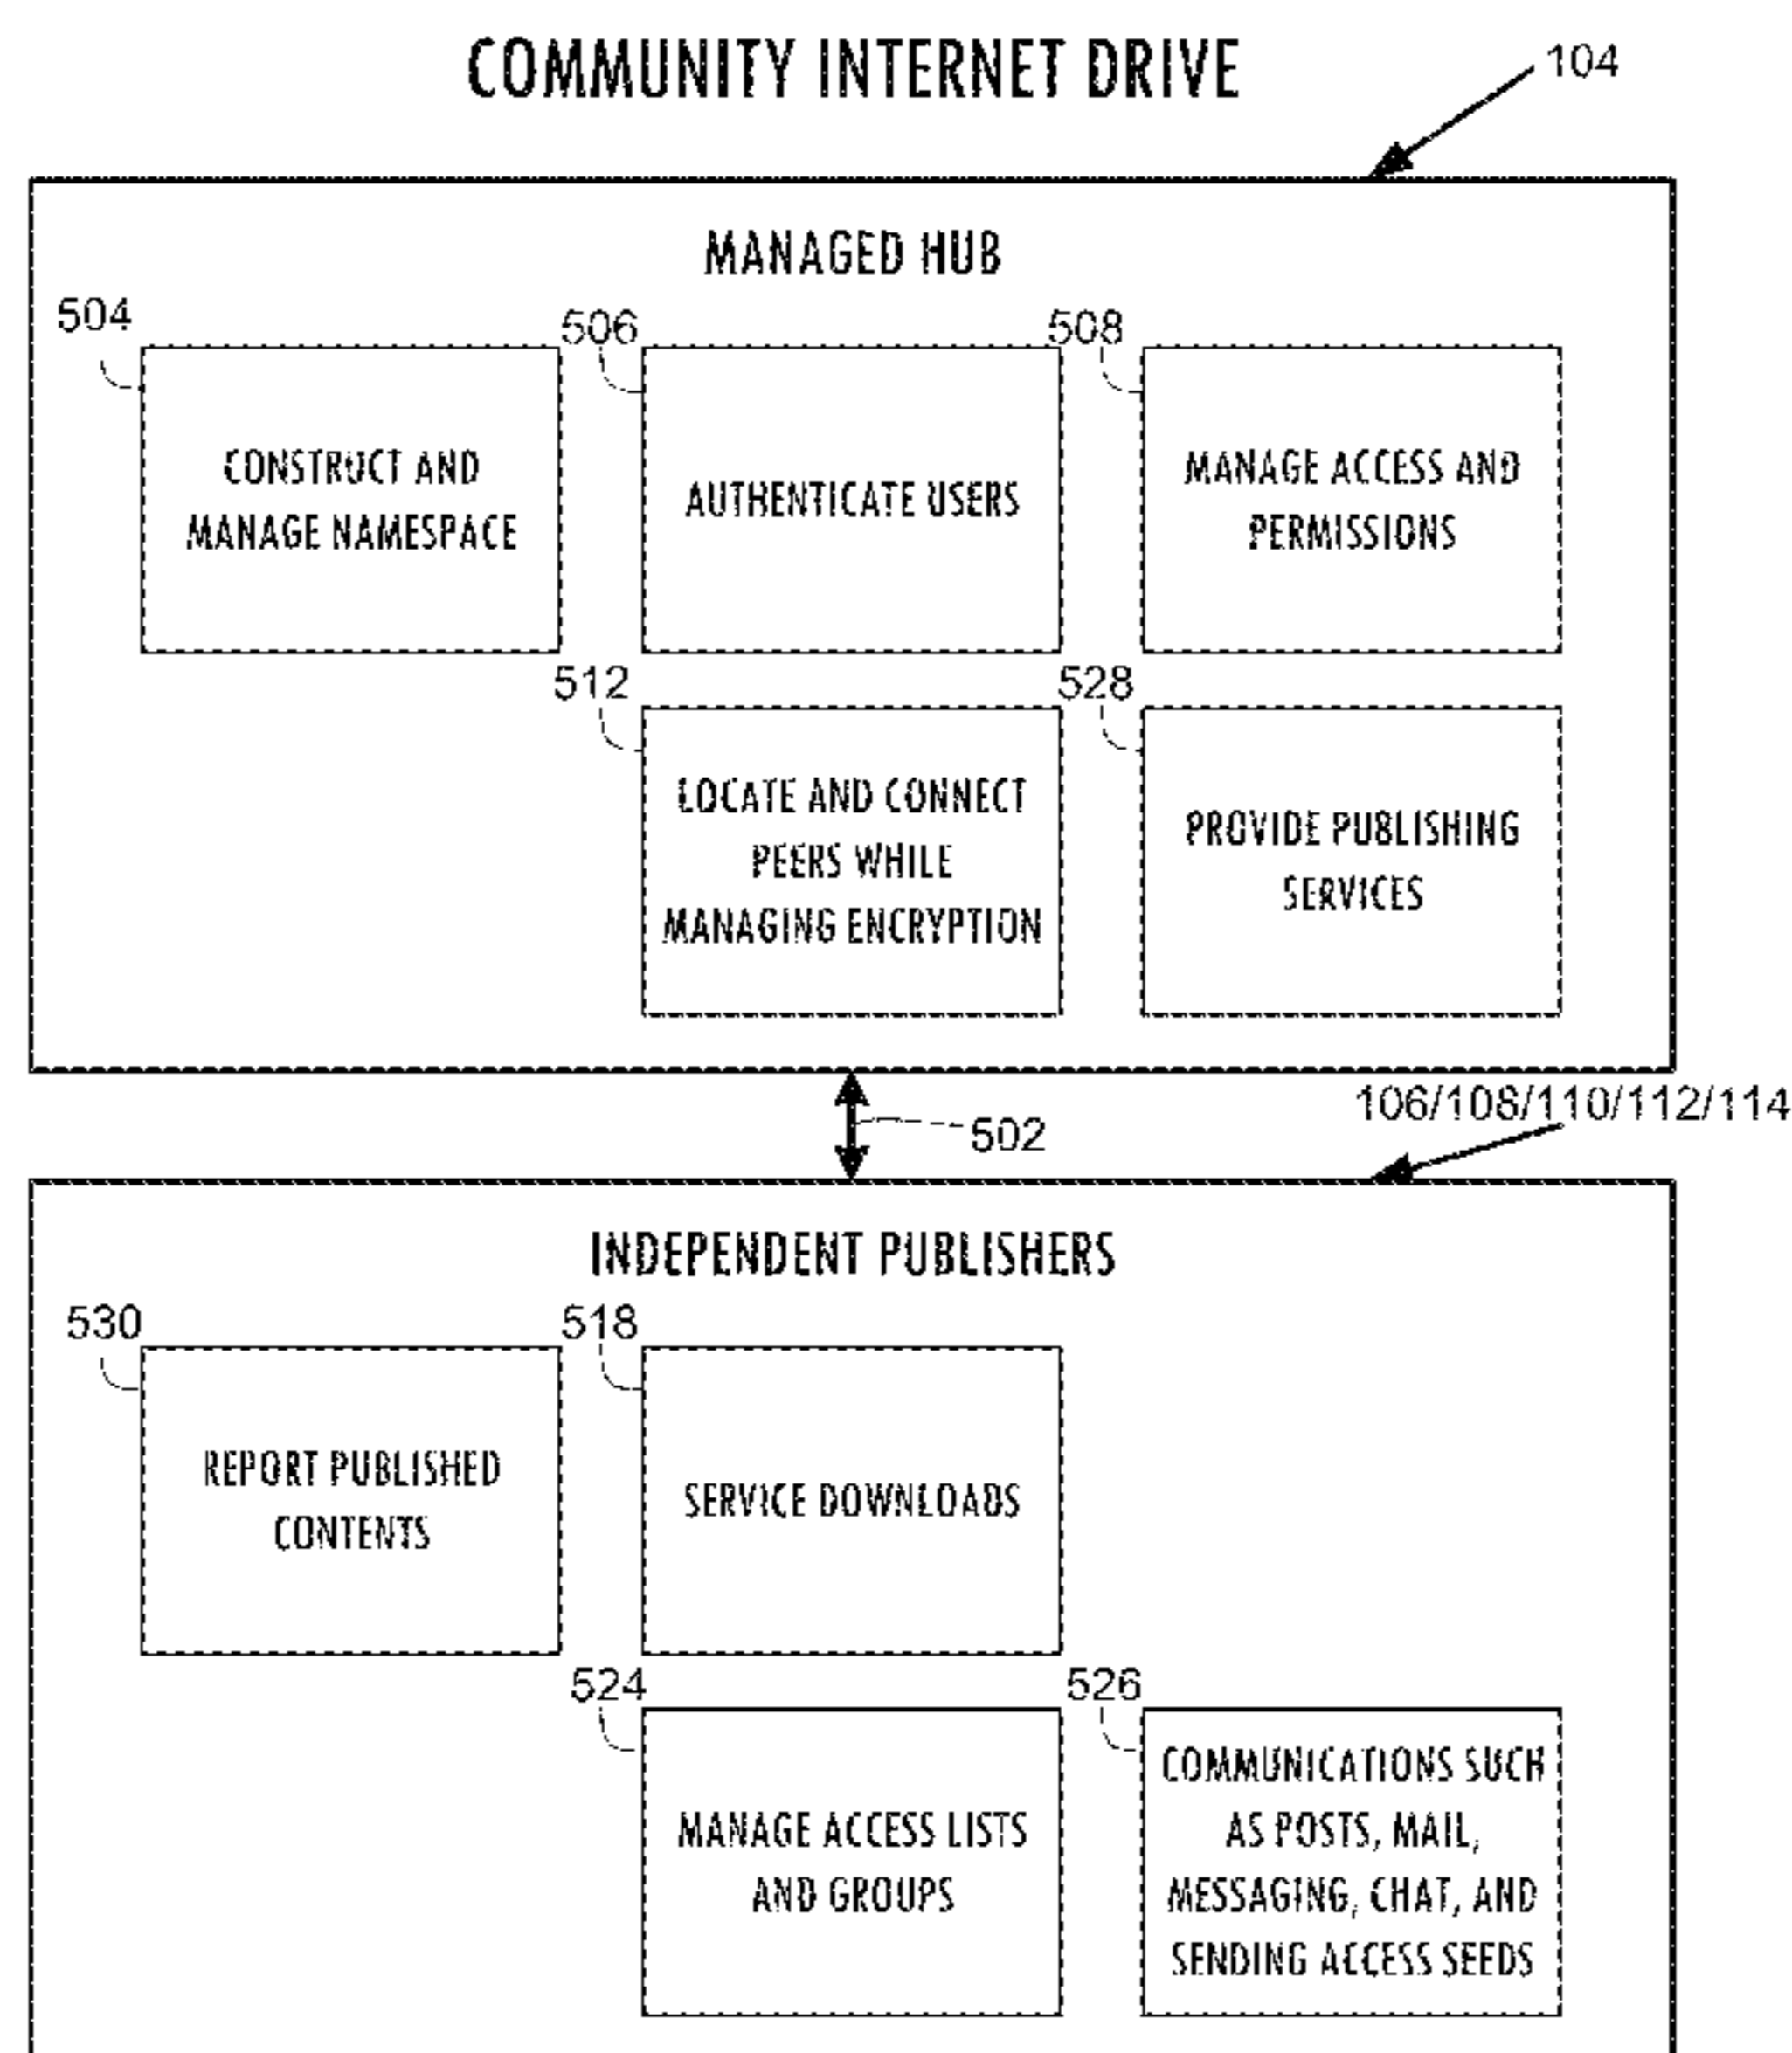 COMMUNITY INTERNET DRIVE
104
MANAGED HUB
504
506
508
CONSTRUCT AND
MANAGE NAMESPACE
AUTHENTICATE USERS
MANAGE ACCESS AND
PERMISSIONS
512
528
LOCATE AND CONNECT
PEERS WHILE
MANAGING ENCRYPTION
PROVIDE PUBLISHING
SERVICES
502
106/108/110/112/114
INDEPENDENT PUBLISHERS
530
518
REPORT PUBLISHED
CONTENTS
SERVICE DOWNLOADS
524
526
MANAGE ACCESS LISTS
AND GROUPS
COMMUNICATIONS SUCH
AS POSTS, MAIL,
MESSAGING, CHAT, AND
SENDING ACCESS SEEDS